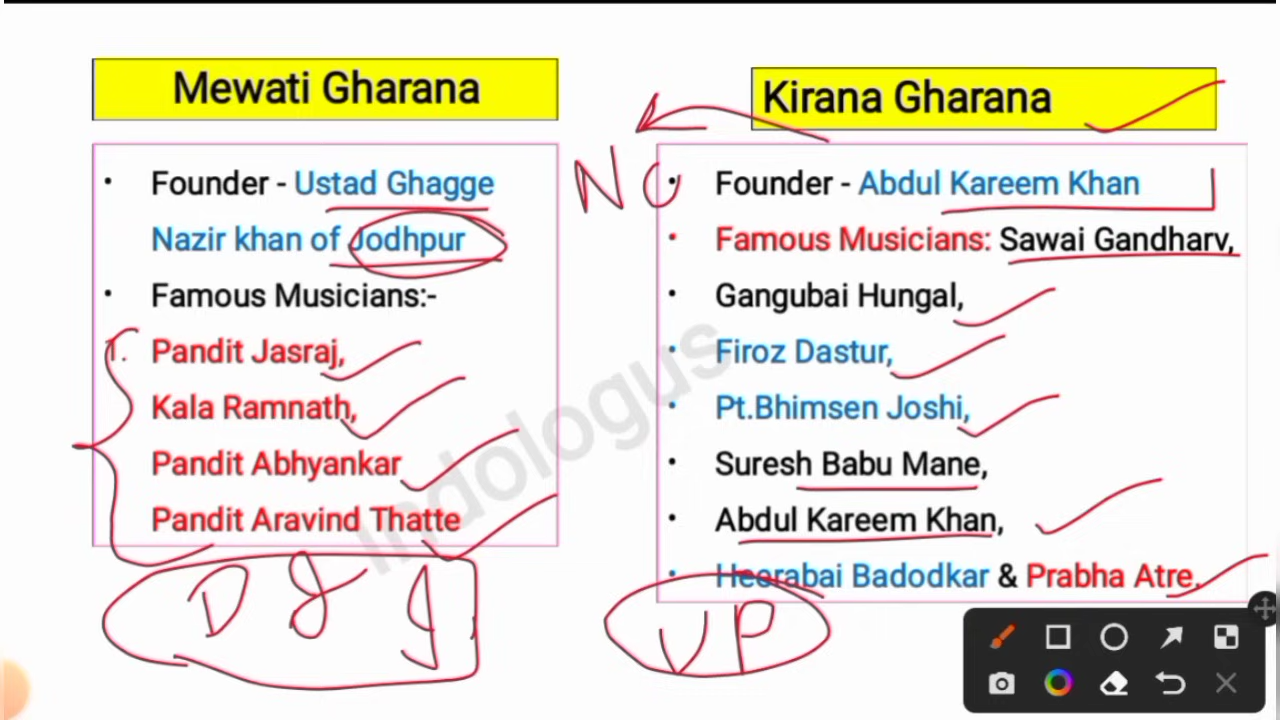 Mewati Gharana
Founder - Ustad Ghagge
Nazir khan of Jodhpur
Famous Musicians:-
1. Pandit Jasraj,
Kala Ramnath,
Pandit Abhyankar
Pandit Aravind Thatte
Kirana Gharana
Founder - Abdul Kareem Khan
Famous Musicians: Sawai Gandharv,
Gangubai Hungal,
Firoz Dastur,
Pt.Bhimsen Joshi,
Suresh Babu Mane,
Abdul Kareem Khan,
Heerabai Badodkar & Prabha Atre.
UP
Indologus